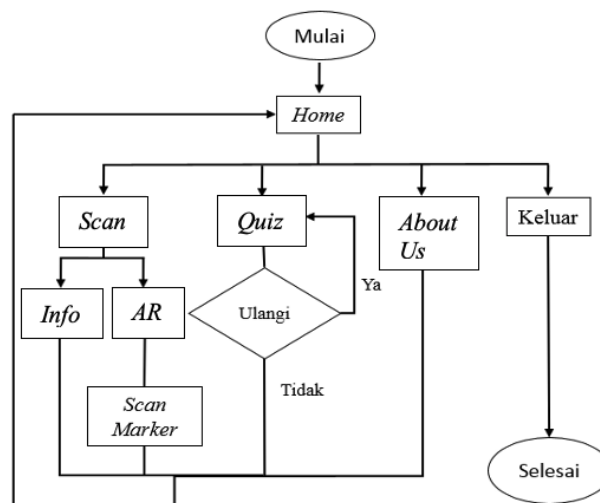 Mulai
Home
Scan
Quiz
About
Us
Keluar
Info
AR
Ulangi
Ya
Tidak
Scan
Marker
Selesai